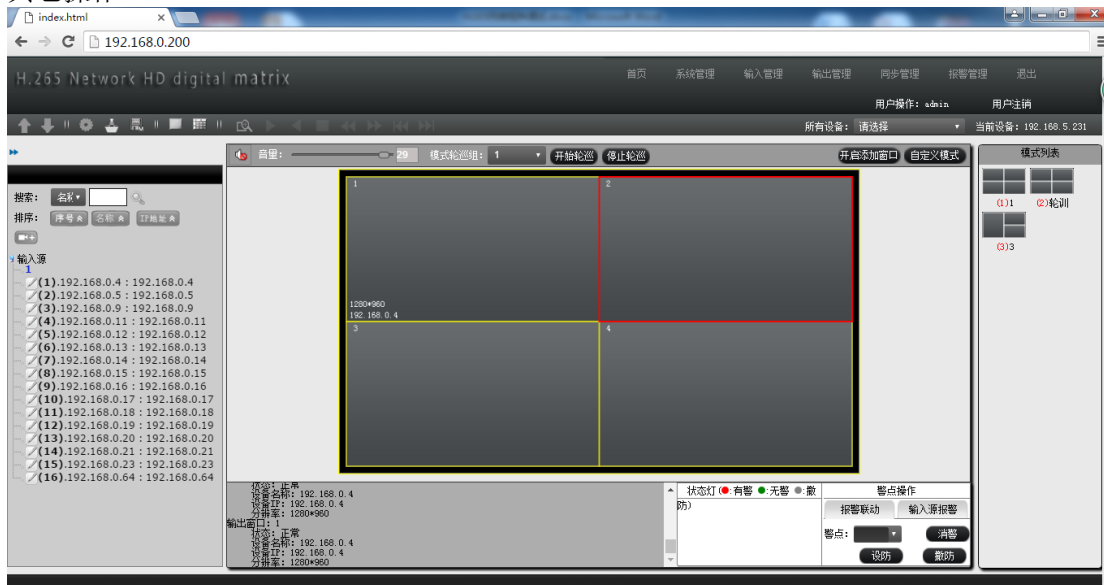 index.html
192.168.0.200
H.265 Network HD digital matrix
首页 系统管理 输入管理 输出管理 同步管理 报警管理 退出
用户操作: admin 用户注销
所有设备: 请选择 当前设备: 192.168.5.231
音量: 29 模式轮巡组: 1 开始轮巡 停止轮巡 开启添加窗口 自定义模式
模式列表
(1)1 (2)轮训
(3)3
搜索: 名称
排序: 序号 名称 IP地址
输入源
1
(1).192.168.0.4 : 192.168.0.4
(2).192.168.0.5 : 192.168.0.5
(3).192.168.0.9 : 192.168.0.9
(4).192.168.0.11 : 192.168.0.11
(5).192.168.0.12 : 192.168.0.12
(6).192.168.0.13 : 192.168.0.13
(7).192.168.0.14 : 192.168.0.14
(8).192.168.0.15 : 192.168.0.15
(9).192.168.0.16 : 192.168.0.16
(10).192.168.0.17 : 192.168.0.17
(11).192.168.0.18 : 192.168.0.18
(12).192.168.0.19 : 192.168.0.19
(13).192.168.0.20 : 192.168.0.20
(14).192.168.0.21 : 192.168.0.21
(15).192.168.0.23 : 192.168.0.23
(16).192.168.0.64 : 192.168.0.64
1 2
1280*960
192.168.0.4
3 4
状态: 正常
设备名称: 192.168.0.4
设备IP: 192.168.0.4
分辨率: 1280*960
输出窗口: 1
状态: 正常
设备名称: 192.168.0.4
设备IP: 192.168.0.4
分辨率: 1280*960
状态灯(●:有警 ●:无警 ●:撤
防)
警点操作
报警联动 输入源报警
警点: 消警
设防 撤防